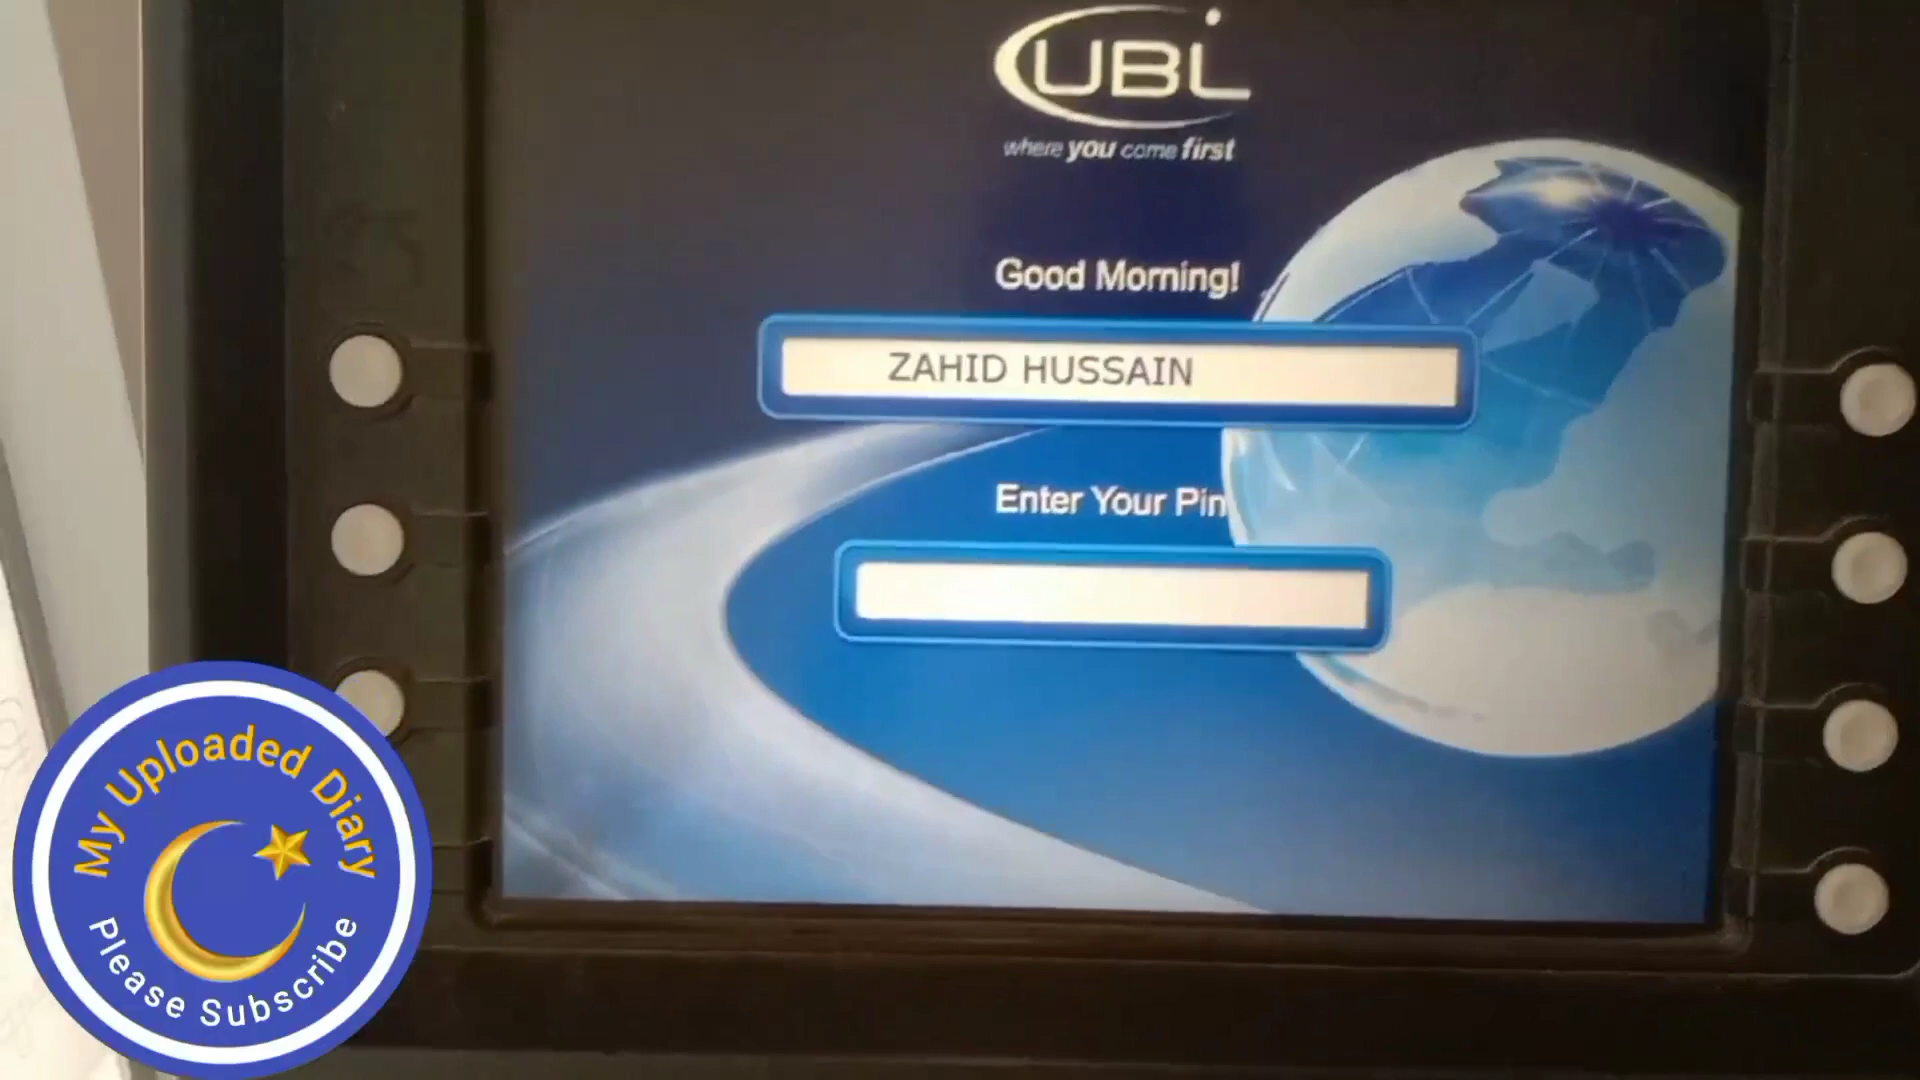 UBL
where you come first
Good Morning!
ZAHID HUSSAIN
Enter Your Pin
My Uploaded Diary
Please Subscribe